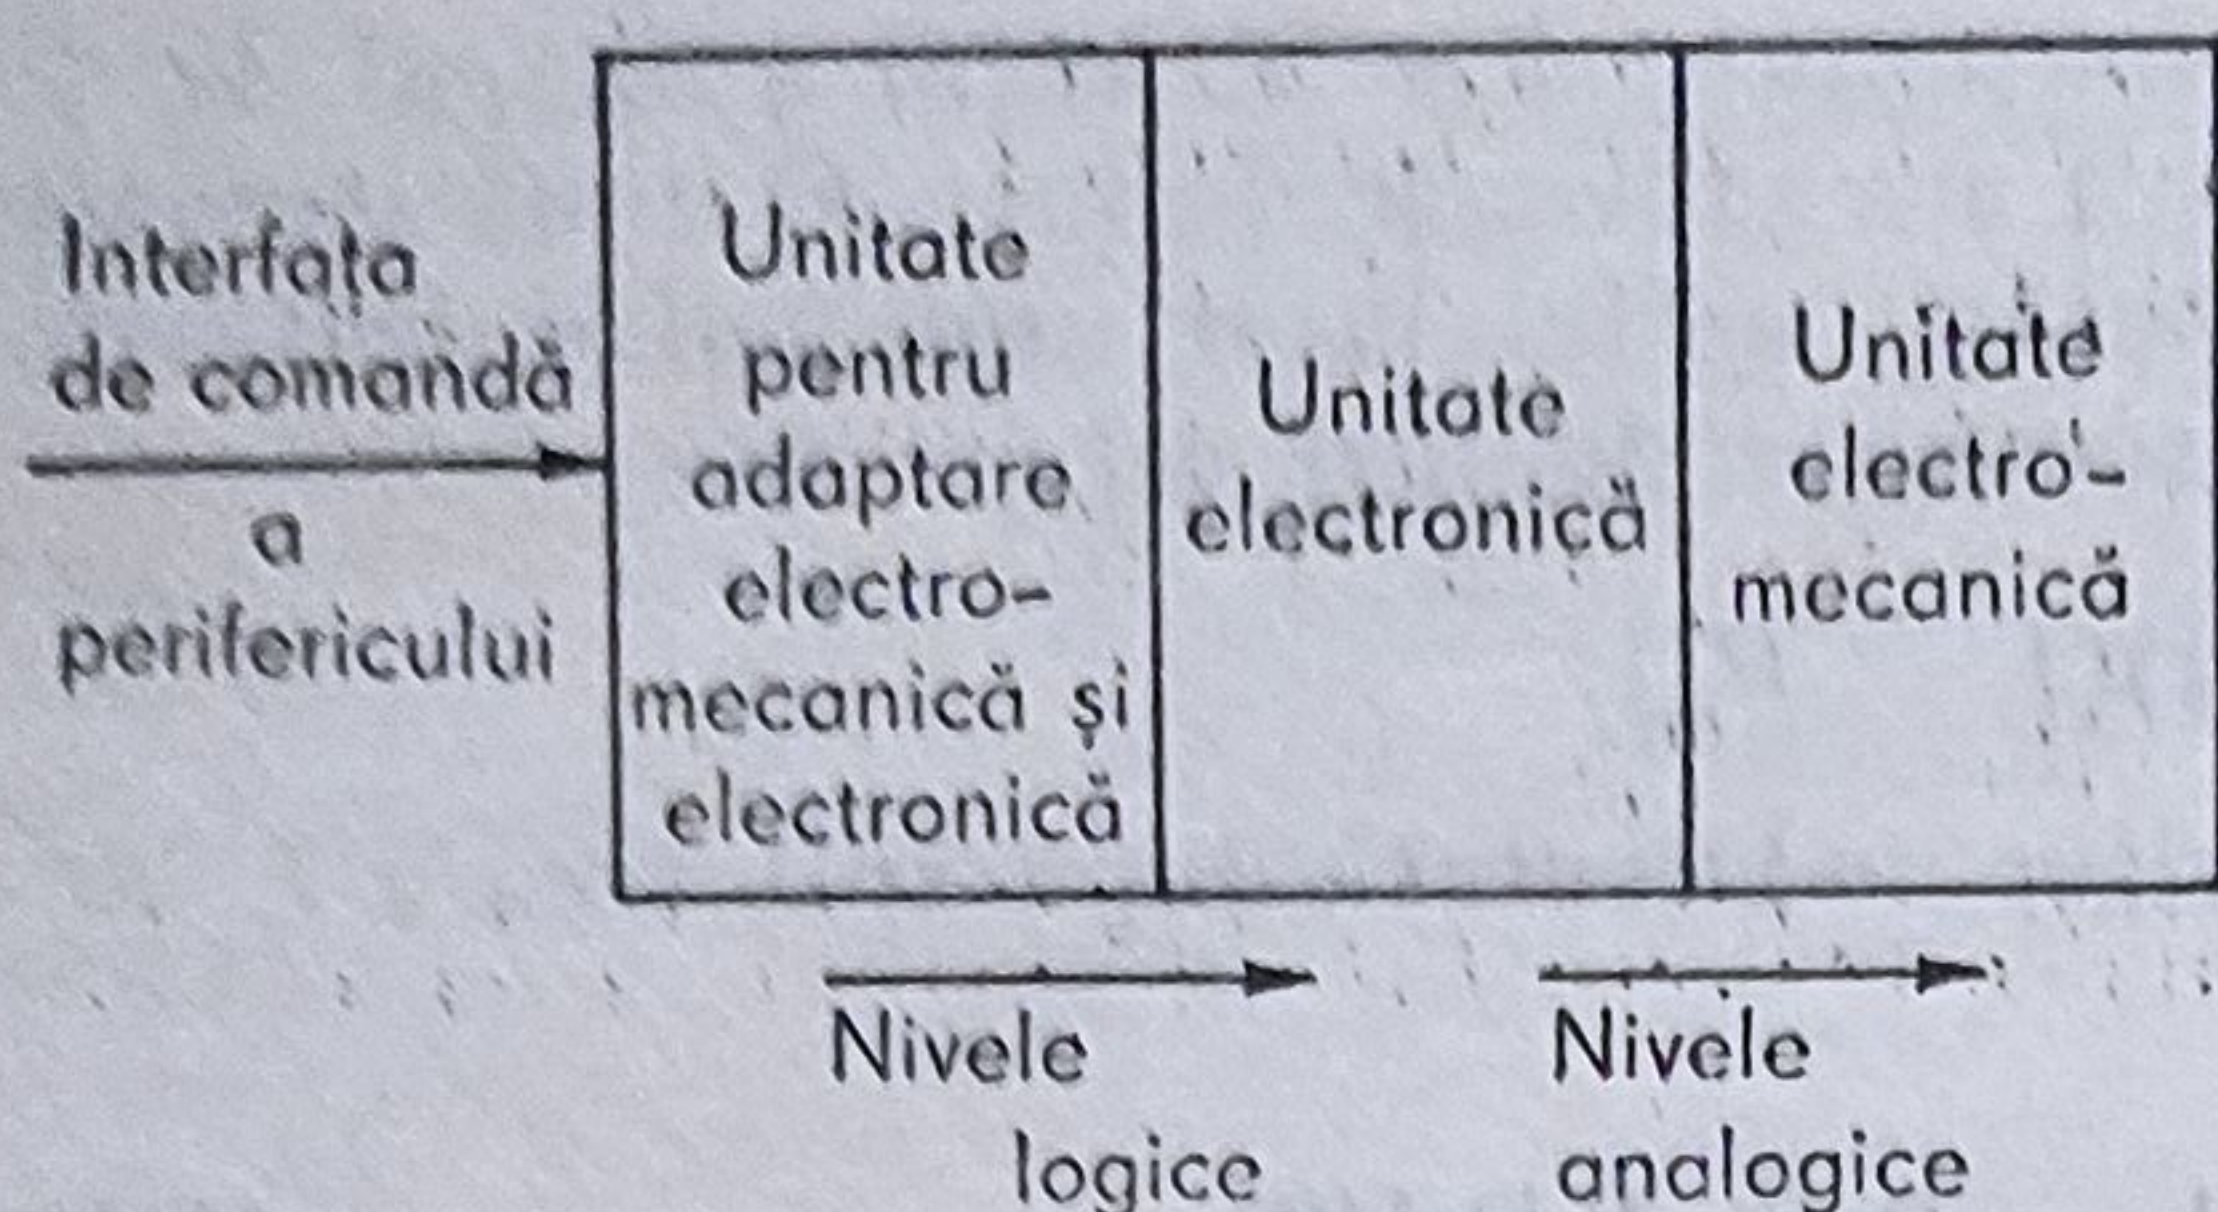 Interfața
de comandă
a
perifericului
Unitate
pentru
adaptare
electro-
mecanică și
electronică
Unitate
electronică
Unitate
electro-
mecanică
Nivele
logice
Nivele
analogice